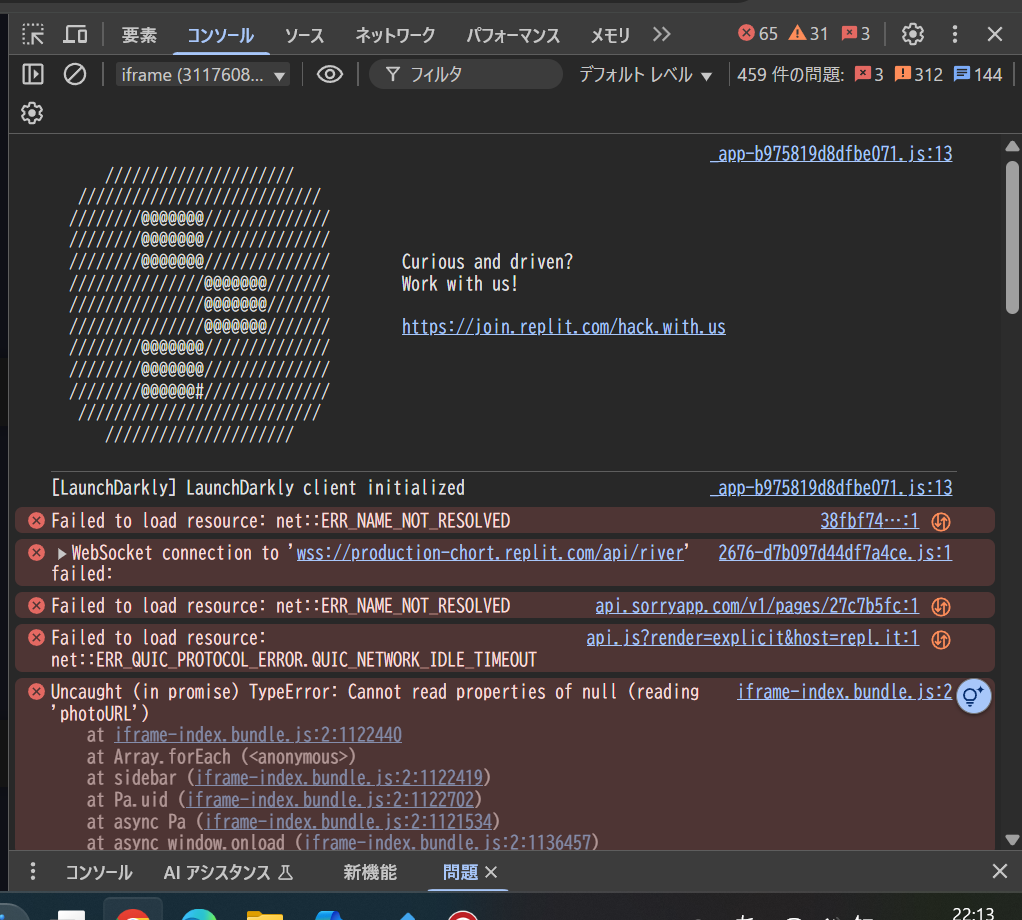 要素 コンソール ソース ネットワーク パフォーマンス メモリ 65 31 3
iframe (3117608... フィルタ デフォルト レベル 459 件の問題: 3 312 144
_app-b975819d8dfbe071.js:13
/////////////////////
///////////////////////////
////////@@@@@@@//////////////
////////@@@@@@@//////////////
////////@@@@@@@//////////////
Curious and driven?
///////////////@@@@@@@///////
Work with us!
///////////////@@@@@@@///////
///////////////@@@@@@@///////
https://join.replit.com/hack.with.us
////////@@@@@@@//////////////
////////@@@@@@@//////////////
////////@@@@@@#//////////////
///////////////////////////
/////////////////////
[LaunchDarkly] LaunchDarkly client initialized _app-b975819d8dfbe071.js:13
Failed to load resource: net::ERR_NAME_NOT_RESOLVED 38fbf74…:1
WebSocket connection to 'wss://production-chort.replit.com/api/river' 2676-d7b097d44df7a4ce.js:1
failed:
Failed to load resource: net::ERR_NAME_NOT_RESOLVED api.sorryapp.com/v1/pages/27c7b5fc:1
Failed to load resource: api.js?render=explicit&host=repl.it:1
net::ERR_QUIC_PROTOCOL_ERROR.QUIC_NETWORK_IDLE_TIMEOUT
Uncaught (in promise) TypeError: Cannot read properties of null (reading iframe-index.bundle.js:2
'photoURL')
at iframe-index.bundle.js:2:1122440
at Array.forEach (<anonymous>)
at sidebar (iframe-index.bundle.js:2:1122419)
at Pa.uid (iframe-index.bundle.js:2:1122702)
at async Pa (iframe-index.bundle.js:2:1121534)
at async window.onload (iframe-index.bundle.js:2:1136457)
コンソール AI アシスタンス 新機能 問題
22:13